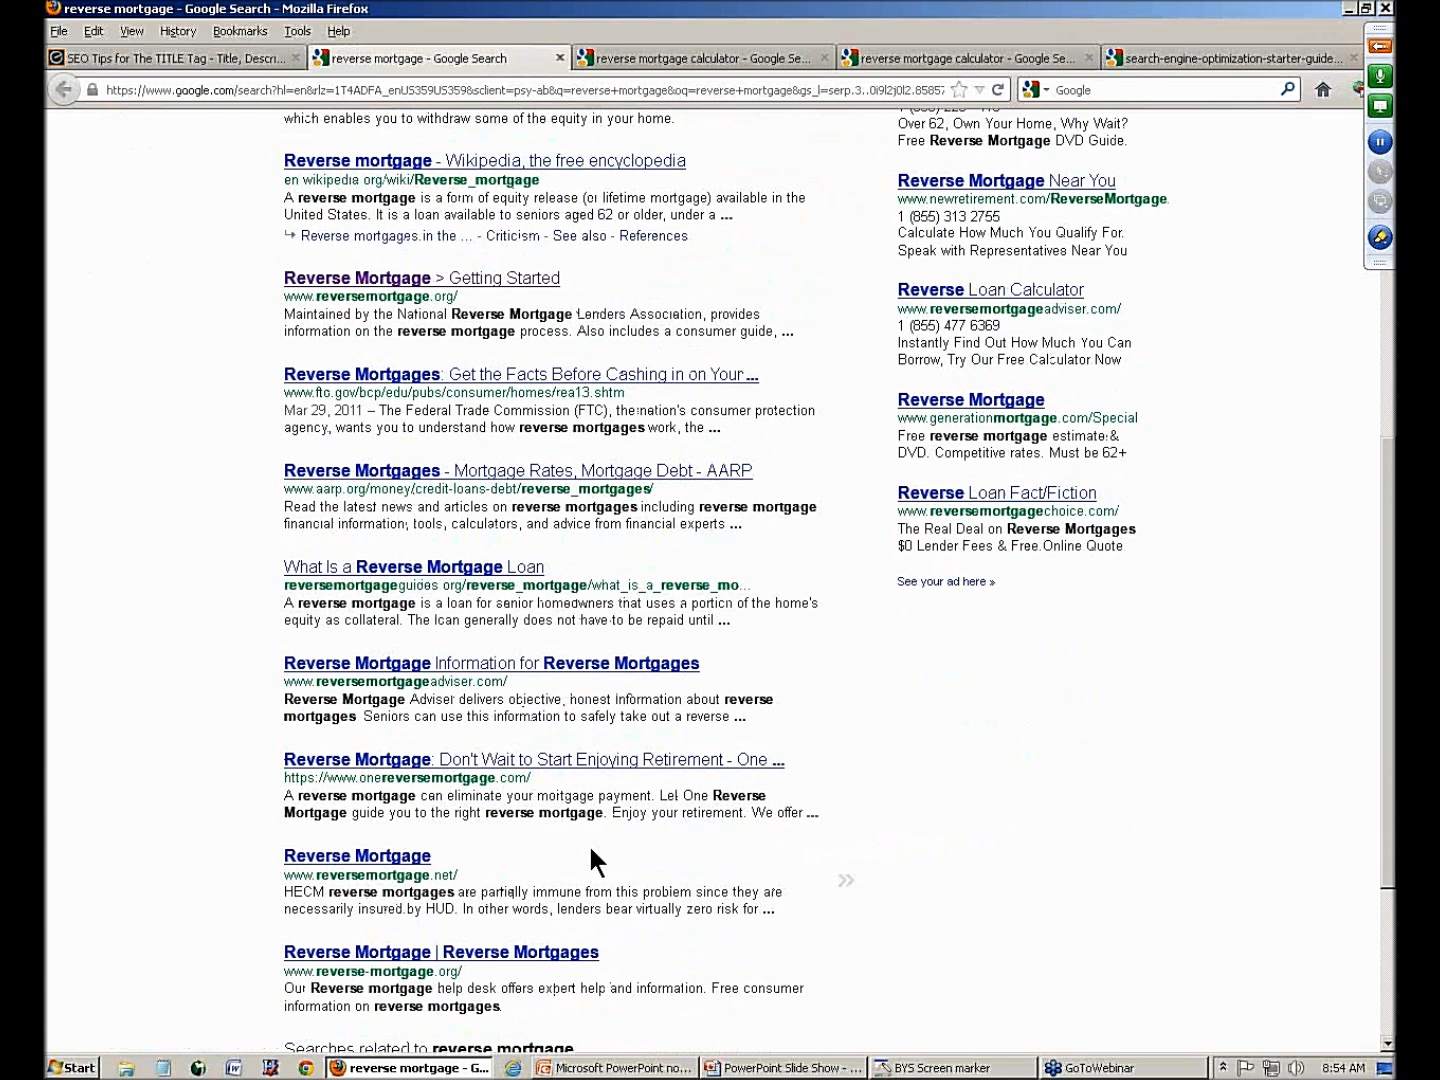 reverse mortgage - Google Search - Mozilla Firefox
File Edit View History Bookmarks Tools Help
SEO Tips for The TITLE Tag - Title, Descri...
reverse mortgage - Google Search
reverse mortgage calculator - Google Se...
reverse mortgage calculator - Google Se...
search-engine-optimization-starter-guide...
https://www.google.com/search?hl=en&rlz=1T4ADFA_enUS359US359&sclient=psy-ab&q=reverse+mortgage&oq=reverse+mortgage&gs_l=serp.3...0i9l2j0l2.85857
Google
which enables you to withdraw some of the equity in your home.
Reverse mortgage - Wikipedia, the free encyclopedia
en wikipedia org/wiki/Reverse_mortgage
A reverse mortgage is a form of equity release (or lifetime mortgage) available in the
United States. It is a loan available to seniors aged 62 or older, under a ...
Reverse mortgages in the ... - Criticism - See also - References
Reverse Mortgage > Getting Started
www.reversemortgage.org/
Maintained by the National Reverse Mortgage Lenders Association, provides
information on the reverse mortgage process. Also includes a consumer guide, ...
Reverse Mortgages: Get the Facts Before Cashing in on Your ...
www.ftc.gov/bcp/edu/pubs/consumer/homes/rea13.shtm
Mar 29, 2011 – The Federal Trade Commission (FTC), the nation's consumer protection
agency, wants you to understand how reverse mortgages work, the ...
Reverse Mortgages - Mortgage Rates, Mortgage Debt - AARP
www.aarp.org/money/credit-loans-debt/reverse_mortgages/
Read the latest news and articles on reverse mortgages including reverse mortgage
financial information, tools, calculators, and advice from financial experts ...
What Is a Reverse Mortgage Loan
reversemortgageguides org/reverse_mortgage/what_is_a_reverse_mo...
A reverse mortgage is a loan for senior homeowners that uses a portion of the home's
equity as collateral. The loan generally does not have to be repaid until ...
Reverse Mortgage Information for Reverse Mortgages
www.reversemortgageadviser.com/
Reverse Mortgage Adviser delivers objective, honest Information about reverse
mortgages Seniors can use this information to safely take out a reverse ...
Reverse Mortgage: Don't Wait to Start Enjoying Retirement - One ...
https://www.onereversemortgage.com/
A reverse mortgage can eliminate your mortgage payment. Let One Reverse
Mortgage guide you to the right reverse mortgage. Enjoy your retirement. We offer ...
Reverse Mortgage
www.reversemortgage.net/
HECM reverse mortgages are partially immune from this problem since they are
necessarily insured by HUD. In other words, lenders bear virtually zero risk for ...
Reverse Mortgage | Reverse Mortgages
www.reverse-mortgage.org/
Our Reverse mortgage help desk offers expert help and information. Free consumer
information on reverse mortgages.
Searches related to reverse mortgage
Over 62, Own Your Home, Why Wait?
Free Reverse Mortgage DVD Guide.
Reverse Mortgage Near You
www.newretirement.com/ReverseMortgage
1 (855) 313 2755
Calculate How Much You Qualify For.
Speak with Representatives Near You
Reverse Loan Calculator
www.reversemortgageadviser.com/
1 (855) 477 6369
Instantly Find Out How Much You Can
Borrow, Try Our Free Calculator Now
Reverse Mortgage
www.generationmortgage.com/Special
Free reverse mortgage estimate &
DVD. Competitive rates. Must be 62+
Reverse Loan Fact/Fiction
www.reversemortgagechoice.com/
The Real Deal on Reverse Mortgages
$0 Lender Fees & Free Online Quote
See your ad here »
»
Start
reverse mortgage - G...
Microsoft PowerPoint no...
PowerPoint Slide Show - ...
BYS Screen marker
GoToWebinar
8:54 AM